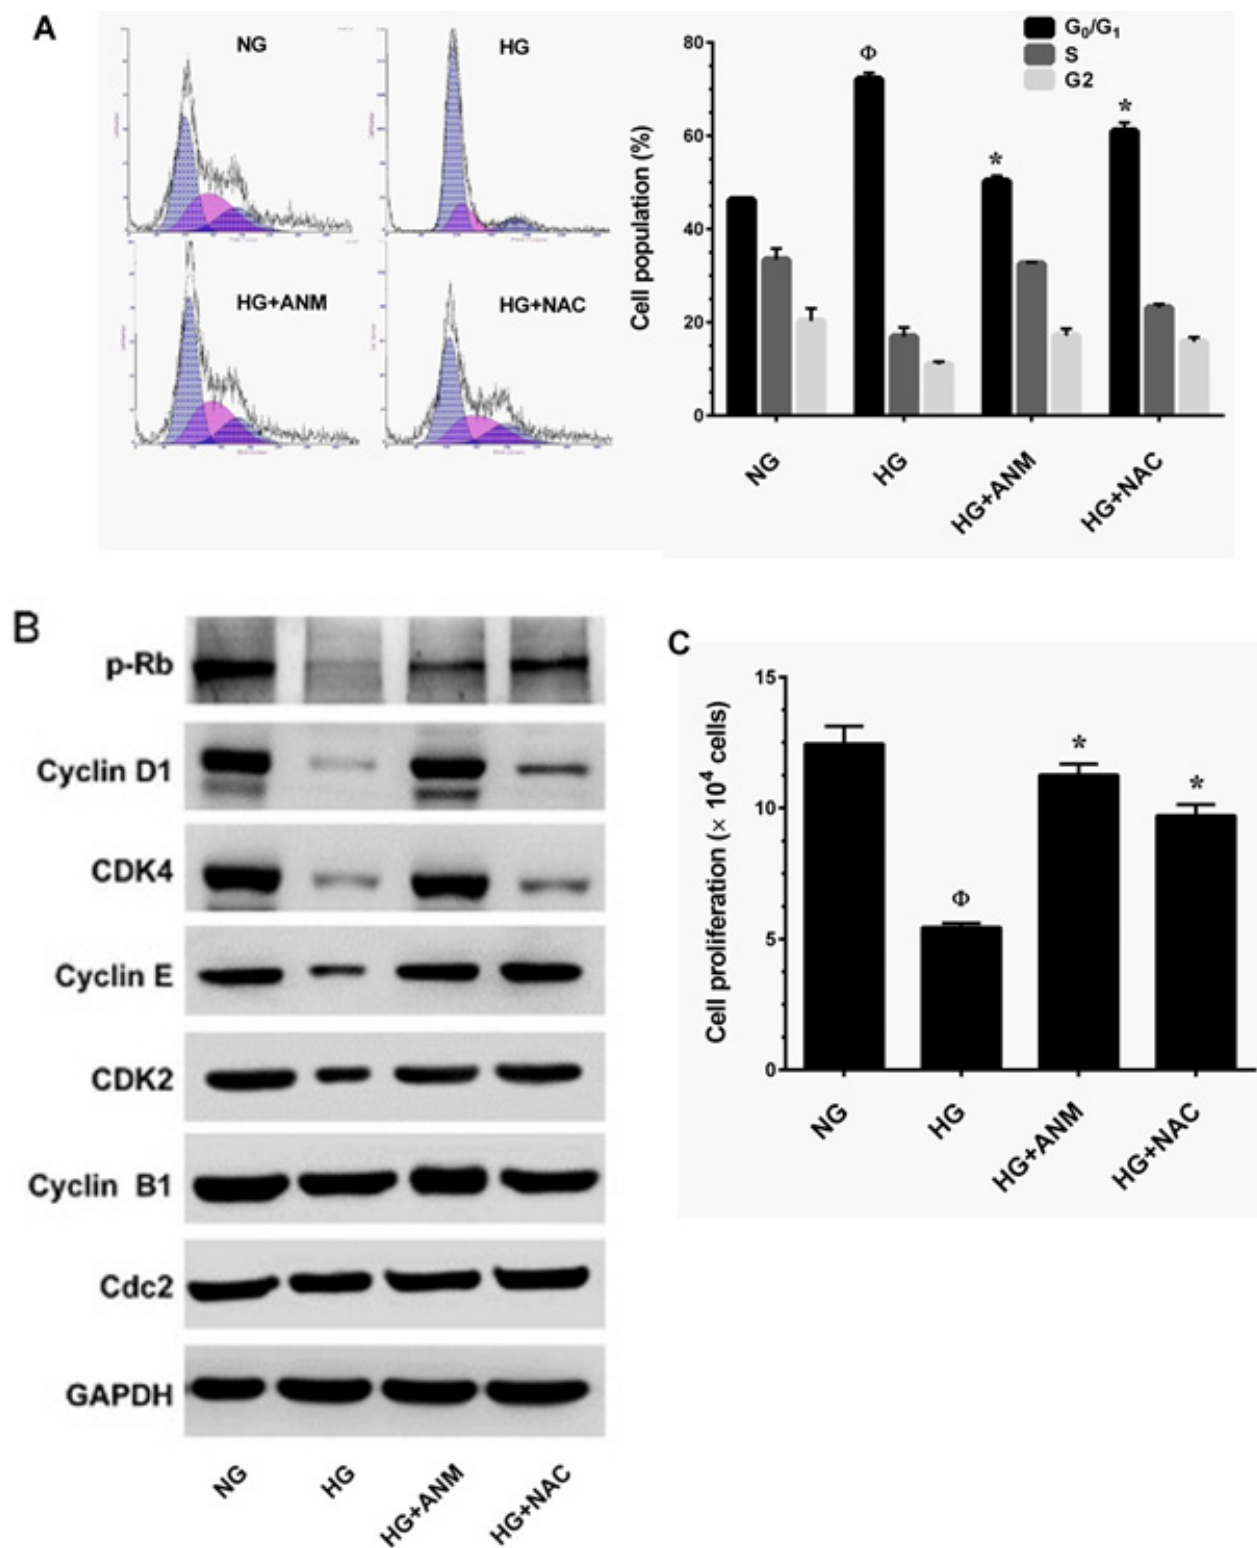 A
NG
HG
HG+ANM
HG+NAC
G₀/G₁
S
G2
Cell population (%)
80
60
40
20
0
Φ
*
*
NG
HG
HG+ANM
HG+NAC
B
p-Rb
Cyclin D1
CDK4
Cyclin E
CDK2
Cyclin B1
Cdc2
GAPDH
NG
HG
HG+ANM
HG+NAC
C
Cell proliferation (× 10⁴ cells)
15
10
5
0
Φ
*
*
NG
HG
HG+ANM
HG+NAC